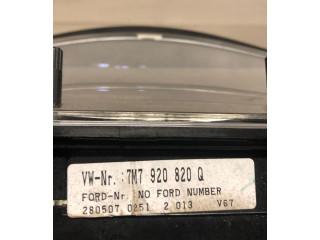 VW-Nr. :7M7 920 820 Q
FORD-Nr. NO FORD NUMBER
280507 0251 2 013 V67